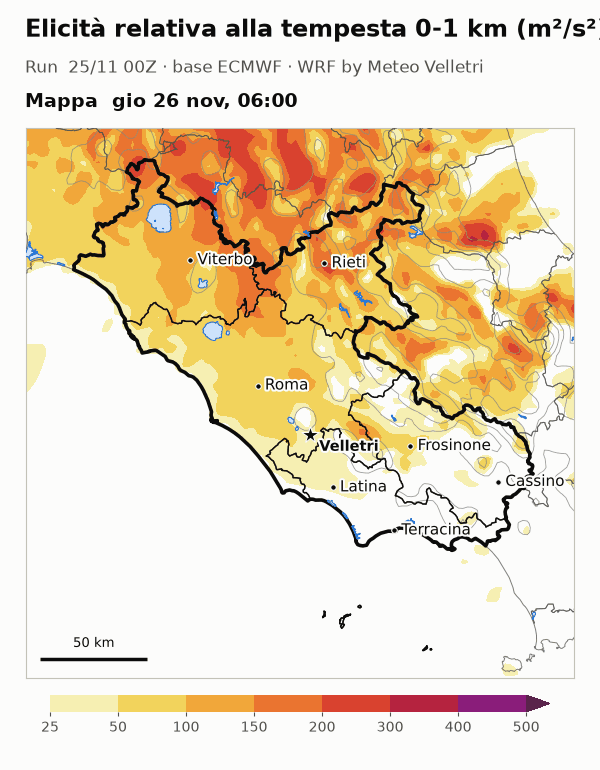 Elicità relativa alla tempesta 0-1 km (m²/s²)
Run  25/11 00Z · base ECMWF · WRF by Meteo Velletri
Mappa  gio 26 nov, 06:00
Viterbo
Rieti
Roma
Velletri
Frosinone
Cassino
Latina
Terracina
50 km
25 50 100 150 200 300 400 500